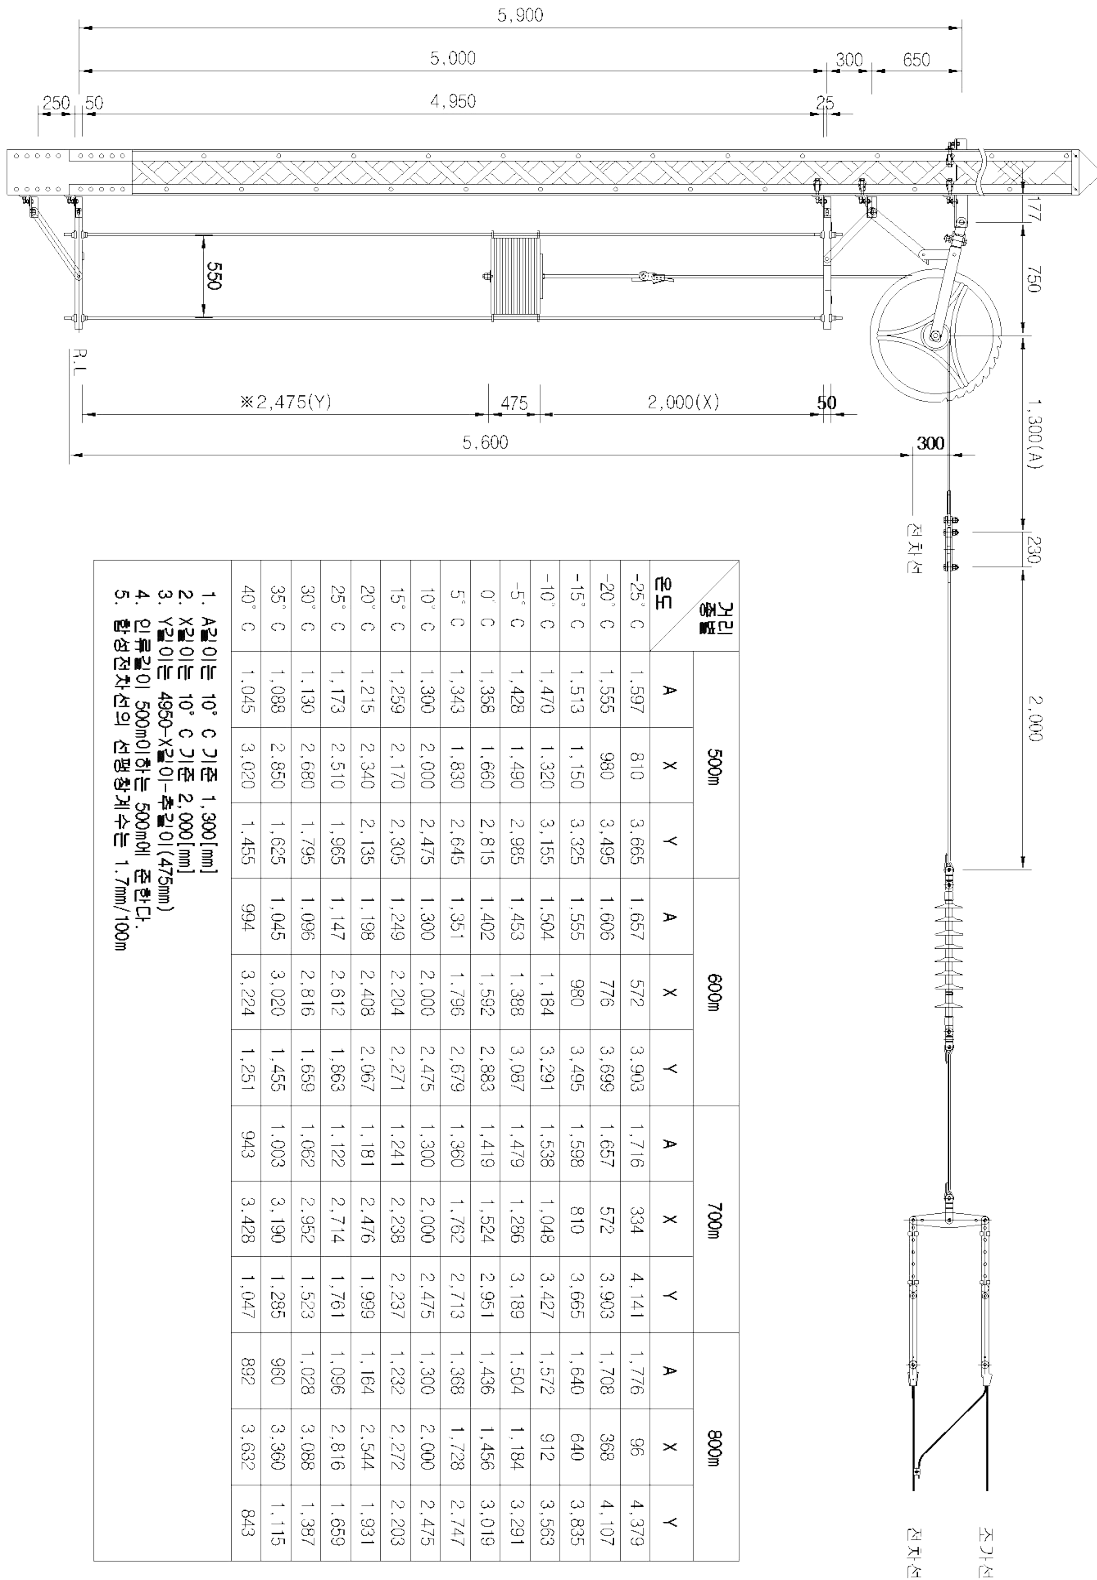 5,900
5,000
300
650
250
50
4,950
25
177
550
750
R.L
※2,475(Y)
475
2,000(X)
50
5,600
300
1,300(A)
230
2,000
전차선
조가선
전차선
거리
종별
온도
500m 600m 700m 800m
A X Y A X Y A X Y A X Y
-25° C 1,597 810 3,665 1,657 572 3,903 1,716 334 4,141 1,776 96 4,379
-20° C 1,555 980 3,495 1,606 776 3,699 1,657 572 3,903 1,708 368 4,107
-15° C 1,513 1,150 3,325 1,555 980 3,495 1,598 810 3,665 1,640 640 3,835
-10° C 1,470 1,320 3,155 1,504 1,184 3,291 1,538 1,048 3,427 1,572 912 3,563
-5° C 1,428 1,490 2,985 1,453 1,388 3,087 1,479 1,286 3,189 1,504 1,184 3,291
0° C 1,358 1,660 2,815 1,402 1,592 2,883 1,419 1,524 2,951 1,436 1,456 3,019
5° C 1,343 1,830 2,645 1,351 1,796 2,679 1,360 1,762 2,713 1,368 1,728 2,747
10° C 1,300 2,000 2,475 1,300 2,000 2,475 1,300 2,000 2,475 1,300 2,000 2,475
15° C 1,259 2,170 2,305 1,249 2,204 2,271 1,241 2,238 2,237 1,232 2,272 2,203
20° C 1,215 2,340 2,135 1,198 2,408 2,067 1,181 2,476 1,999 1,164 2,544 1,931
25° C 1,173 2,510 1,965 1,147 2,612 1,863 1,122 2,714 1,761 1,096 2,816 1,659
30° C 1,130 2,680 1,795 1,096 2,816 1,659 1,062 2,952 1,523 1,028 3,088 1,387
35° C 1,088 2,850 1,625 1,045 3,020 1,455 1,003 3,190 1,285 960 3,360 1,115
40° C 1,045 3,020 1,455 994 3,224 1,251 943 3,428 1,047 892 3,632 843
1. A길이는 10° C 기준 1,300[mm]
2. X길이는 10° C 기준 2,000[mm]
3. Y길이는 4950-X길이-추길이(475mm)
4. 인류길이 500m이하는 500m에 준한다.
5. 합성전차선의 선팽창계수는 1.7mm/100m